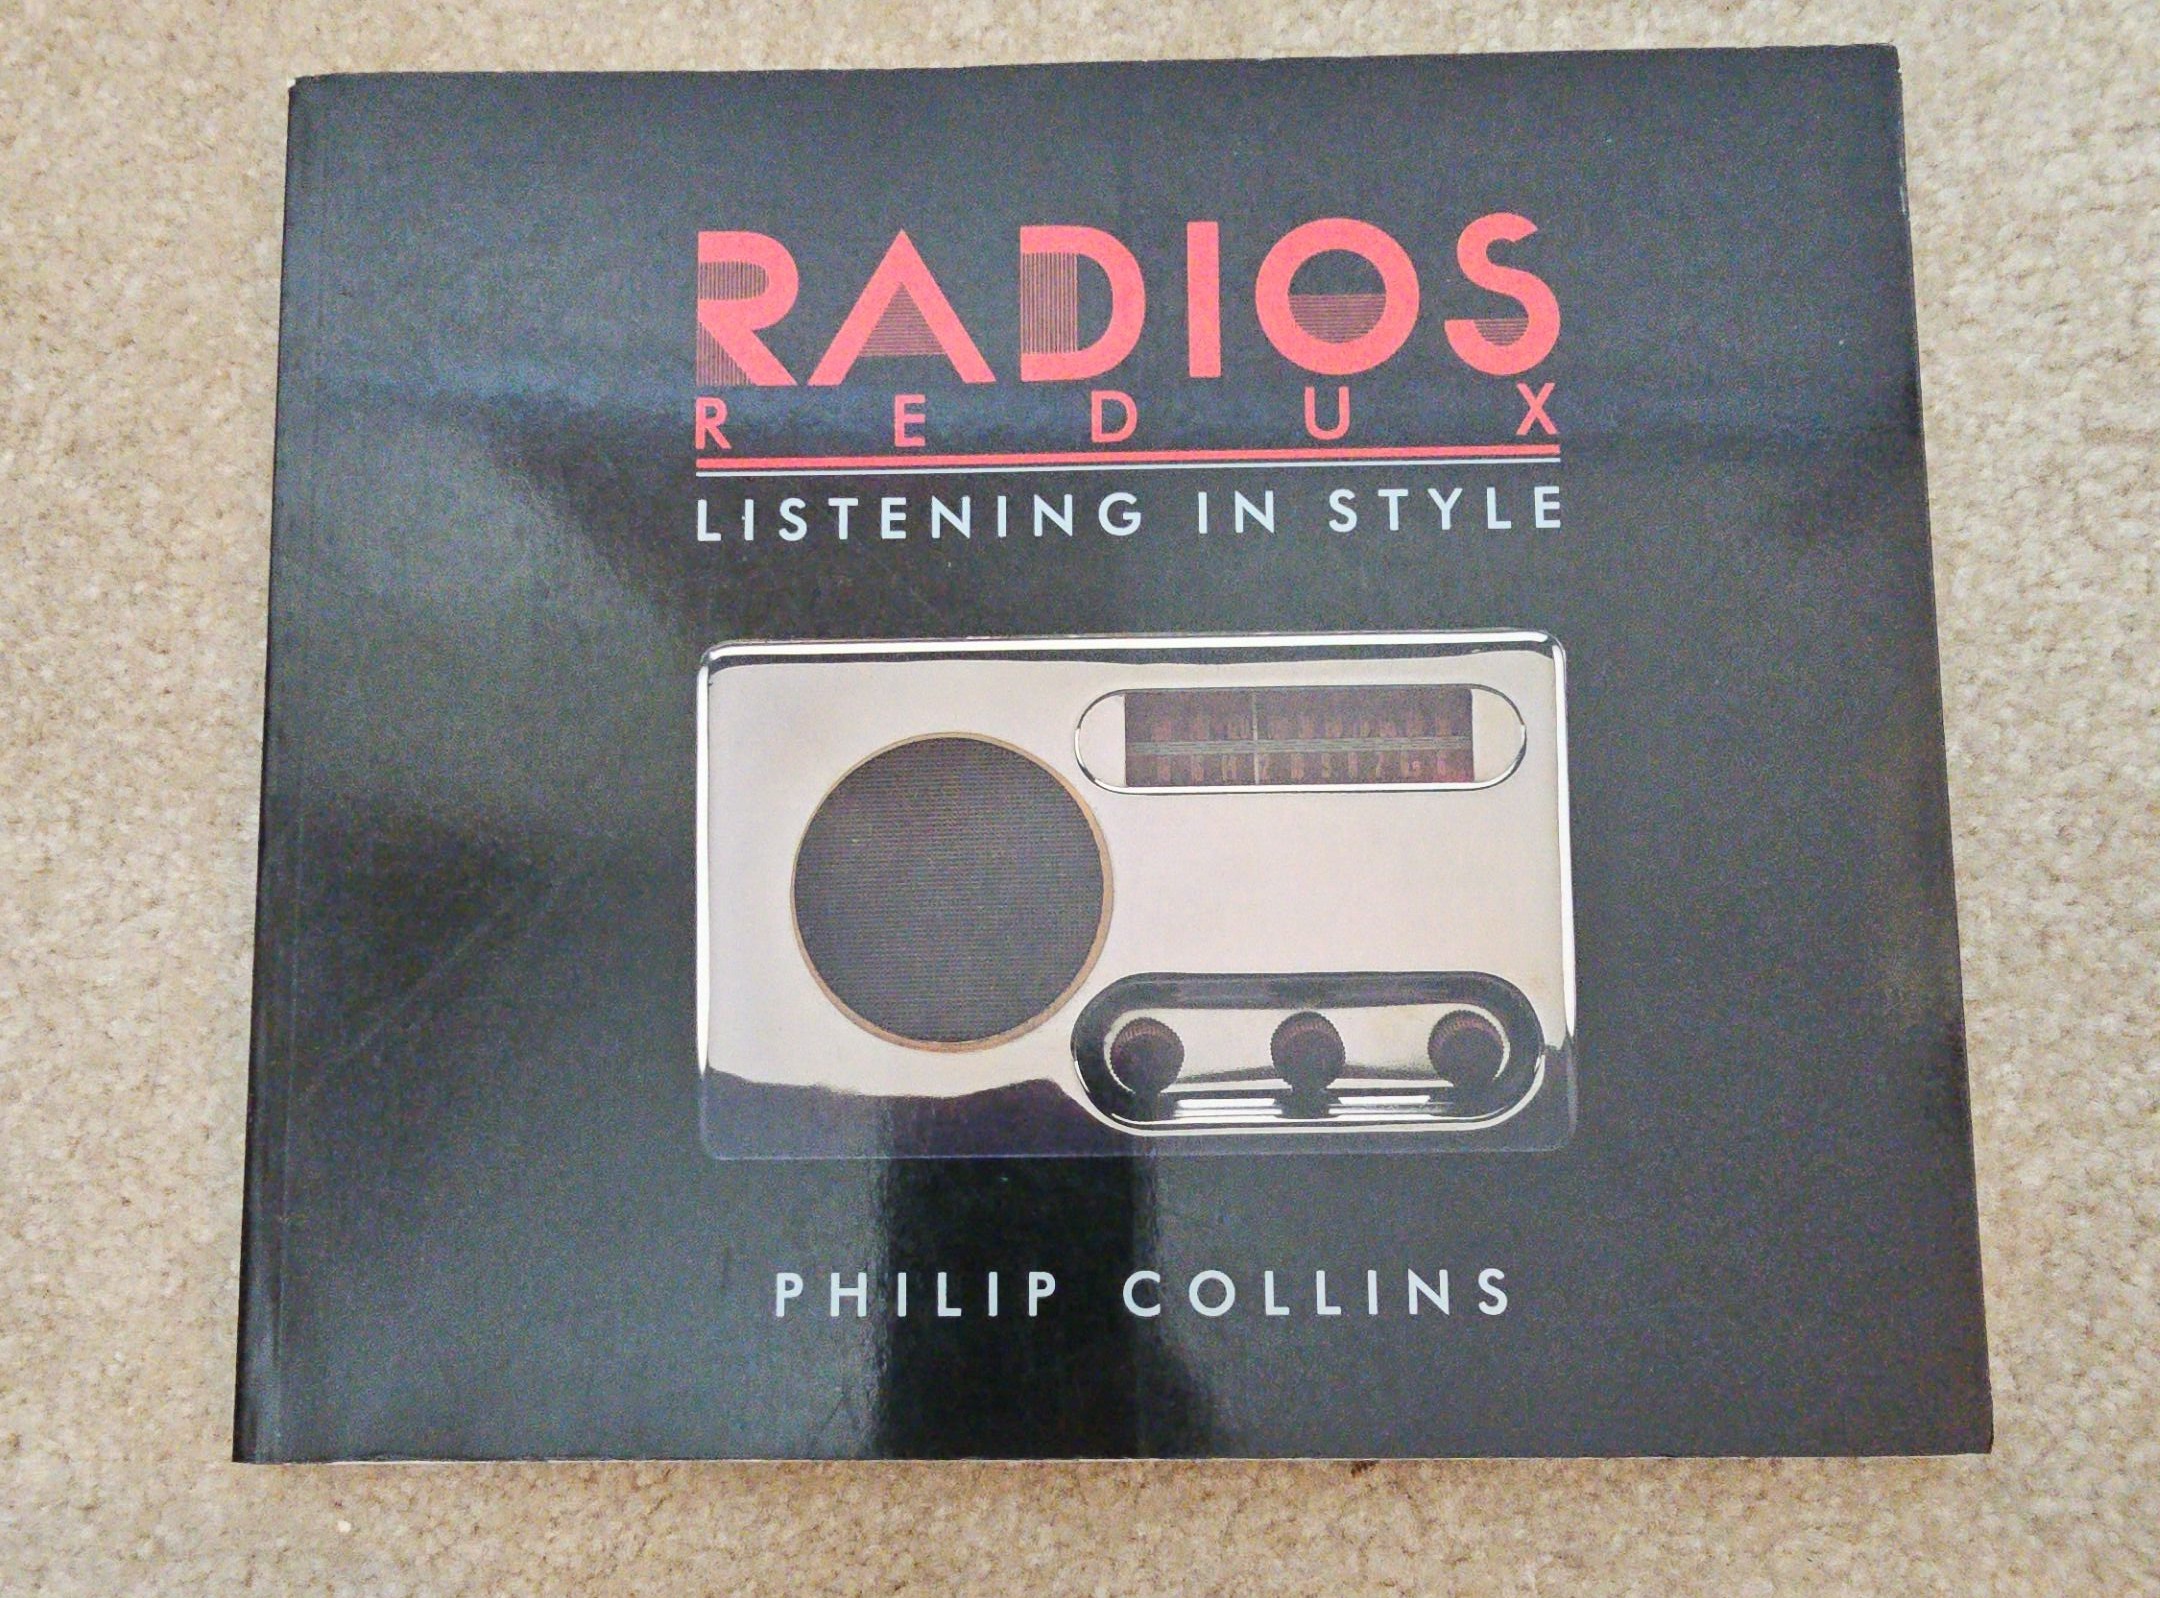 RADIOS
REDUX
LISTENING IN STYLE
PHILIP COLLINS